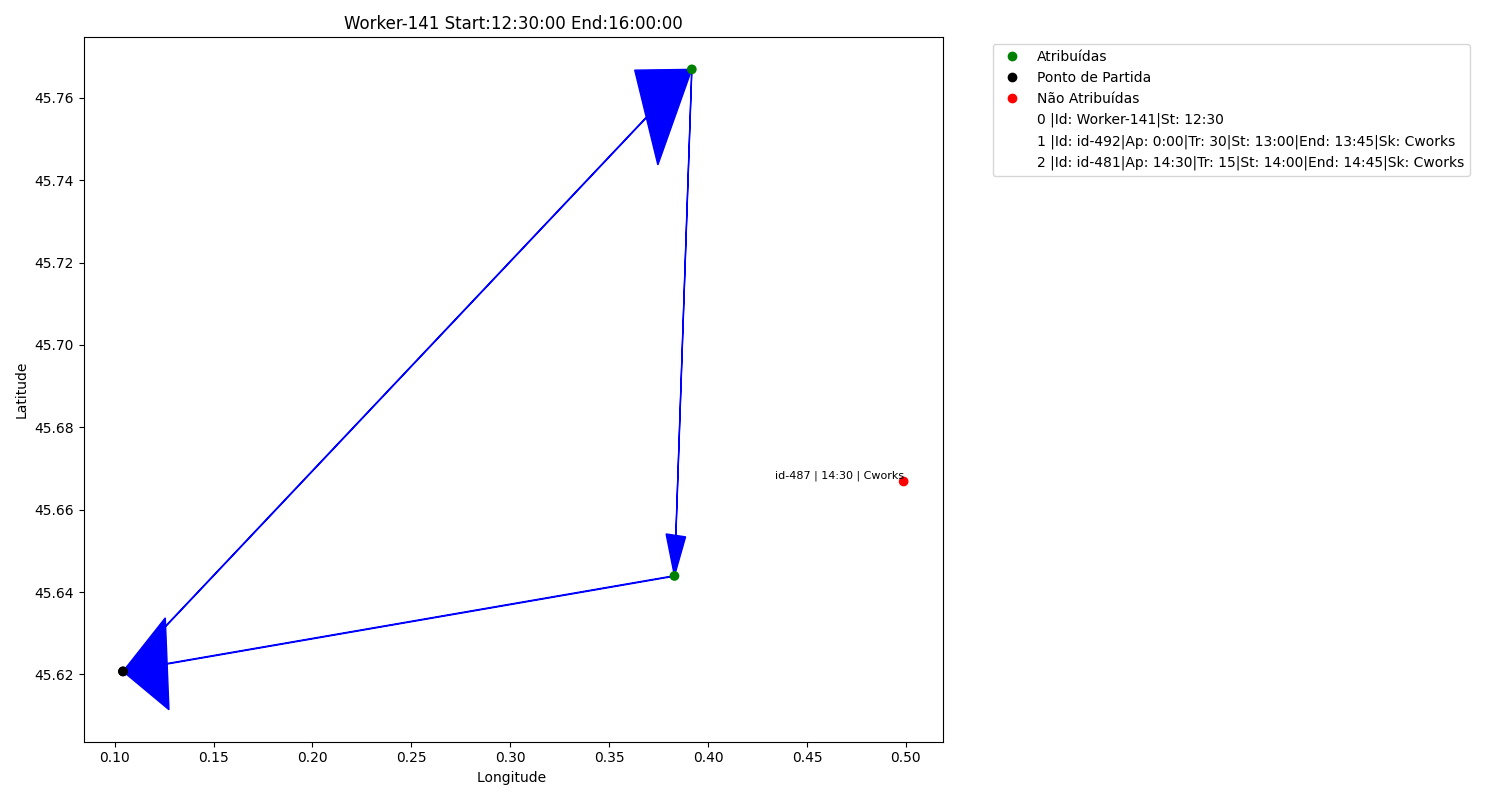 Worker-141 Start:12:30:00 End:16:00:00
Atribuídas
Ponto de Partida
Não Atribuídas
0 |Id: Worker-141|St: 12:30
1 |Id: id-492|Ap: 0:00|Tr: 30|St: 13:00|End: 13:45|Sk: Cworks
2 |Id: id-481|Ap: 14:30|Tr: 15|St: 14:00|End: 14:45|Sk: Cworks
45.76
45.74
45.72
45.70
45.68
45.66
45.64
45.62
Latitude
id-487 | 14:30 | Cworks
0.10 0.15 0.20 0.25 0.30 0.35 0.40 0.45 0.50
Longitude